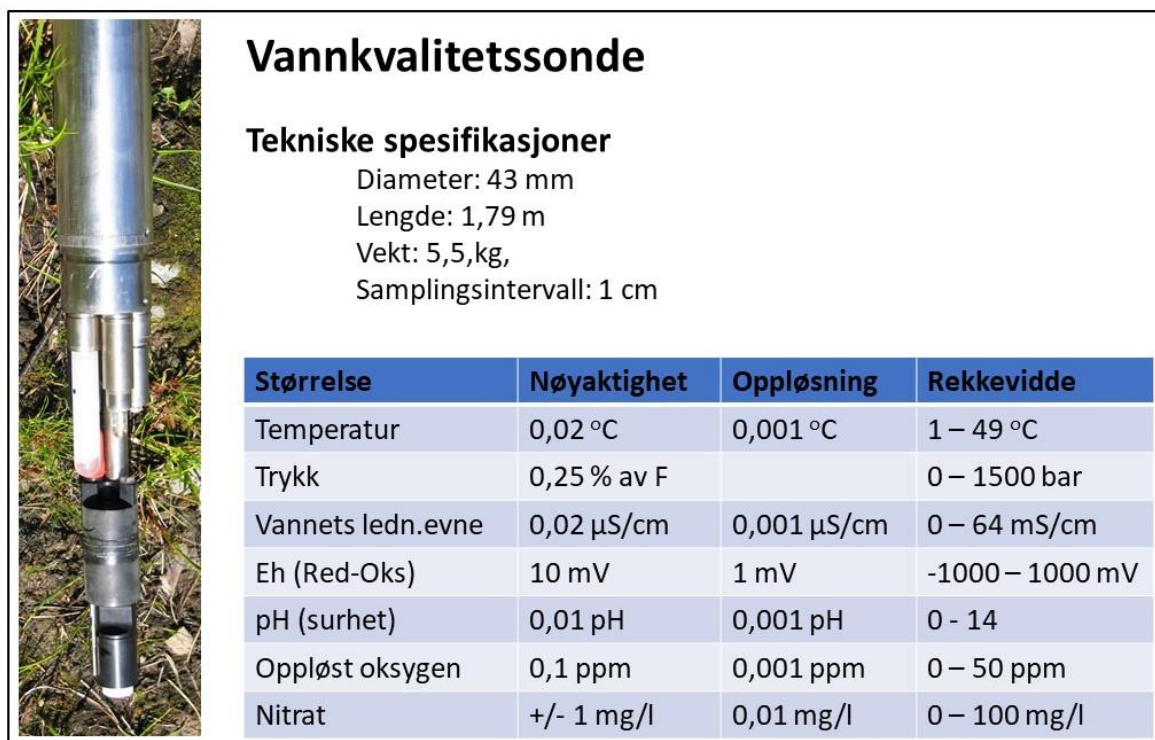 Vannkvalitetssonde
Tekniske spesifikasjoner
Diameter: 43 mm
Lengde: 1,79 m
Vekt: 5,5,kg,
Samplingsintervall: 1 cm
Størrelse Nøyaktighet Oppløsning Rekkevidde
Temperatur 0,02 °C 0,001 °C 1 – 49 °C
Trykk 0,25 % av F 0 – 1500 bar
Vannets ledn.evne 0,02 µS/cm 0,001 µS/cm 0 – 64 mS/cm
Eh (Red-Oks) 10 mV 1 mV -1000 – 1000 mV
pH (surhet) 0,01 pH 0,001 pH 0 - 14
Oppløst oksygen 0,1 ppm 0,001 ppm 0 – 50 ppm
Nitrat +/- 1 mg/l 0,01 mg/l 0 – 100 mg/l